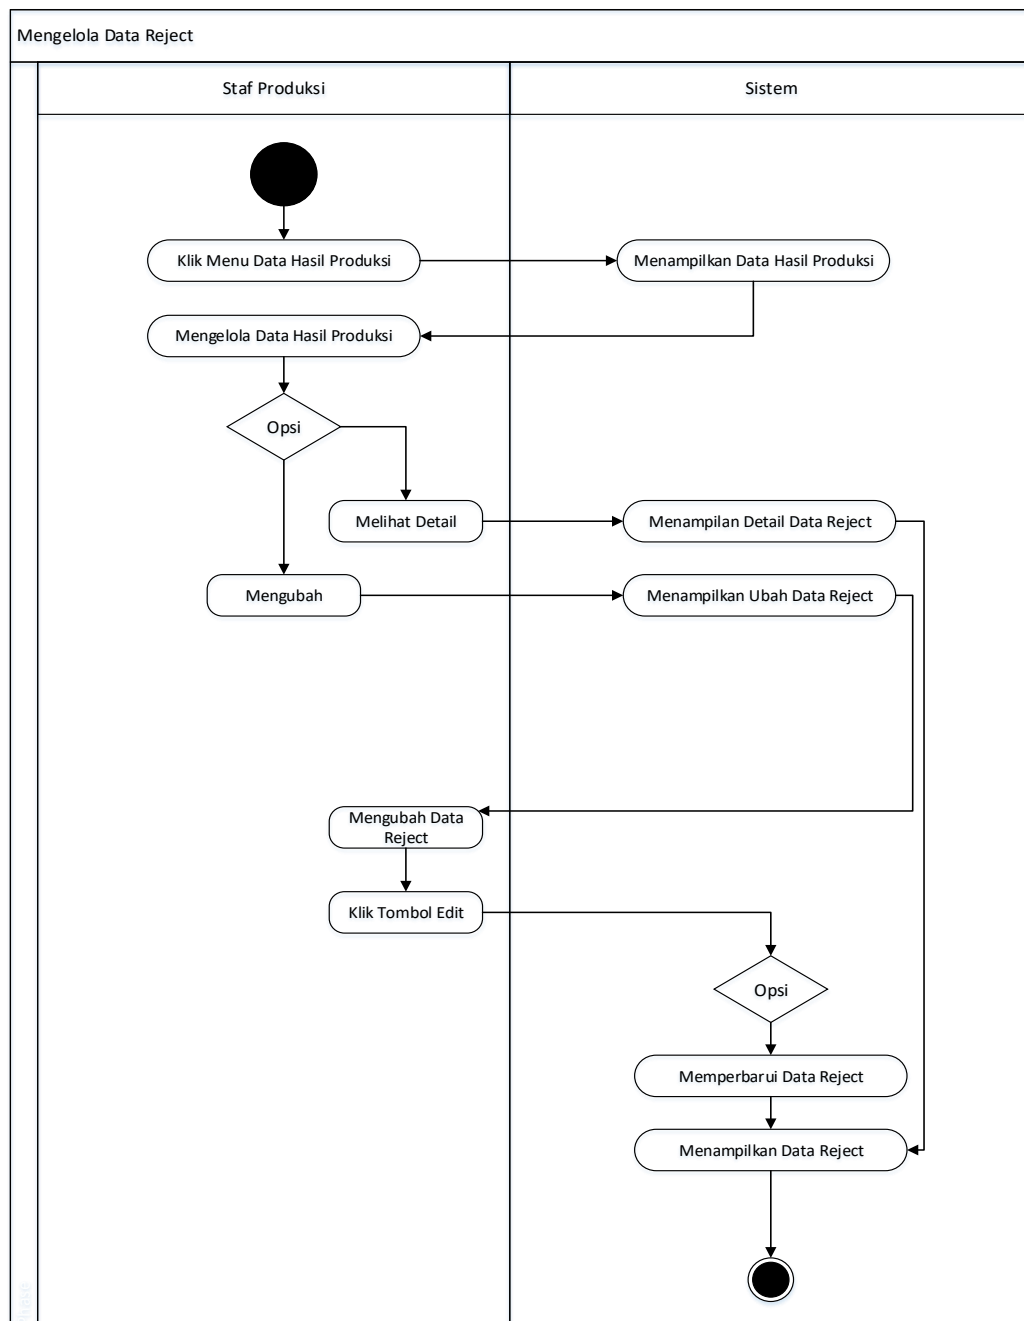 Mengelola Data Reject
Staf Produksi
Sistem
Klik Menu Data Hasil Produksi
Menampilkan Data Hasil Produksi
Mengelola Data Hasil Produksi
Opsi
Melihat Detail
Menampilan Detail Data Reject
Mengubah
Menampilkan Ubah Data Reject
Mengubah Data
Reject
Klik Tombol Edit
Opsi
Memperbarui Data Reject
Menampilkan Data Reject
Phase